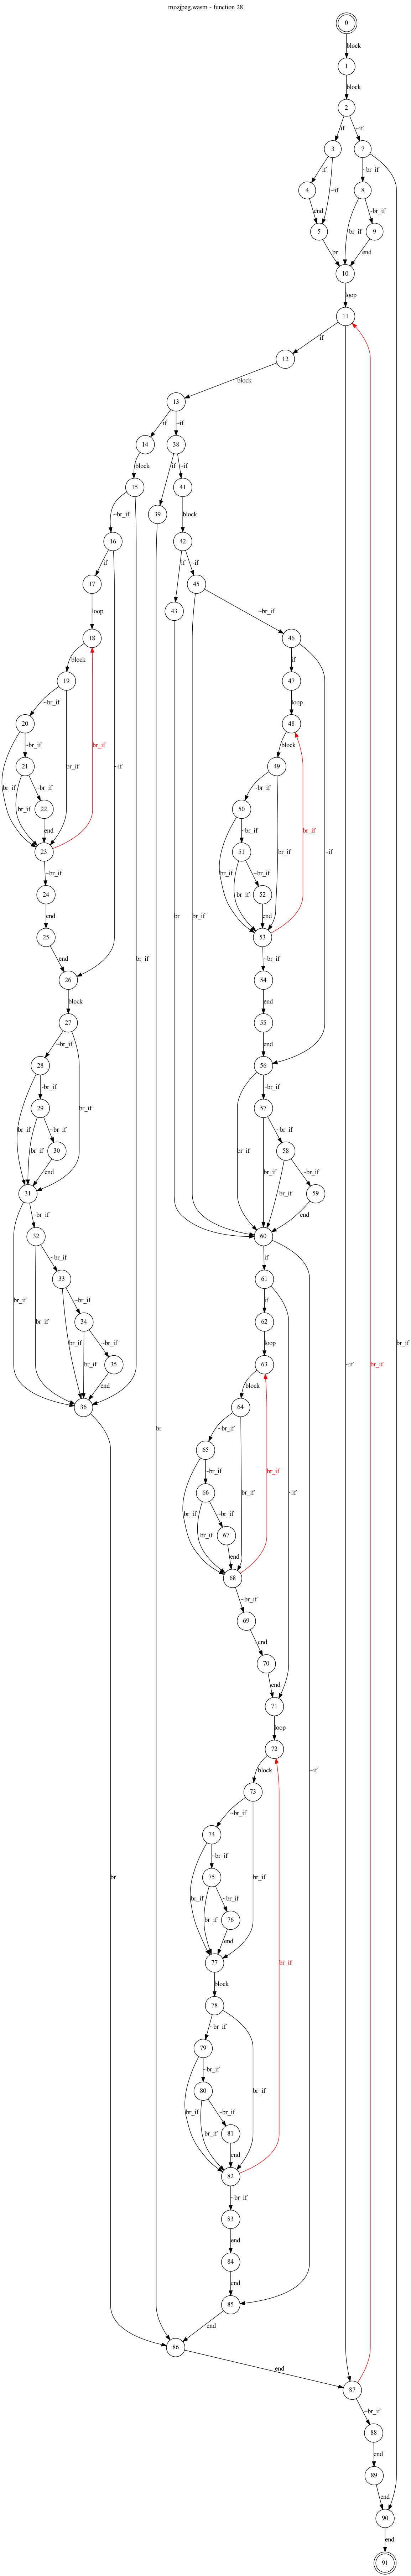 mozjpeg.wasm - function 28
0
block
1
block
2
if
~if
3
7
if
~if
~br_if
4
8
end
br_if
~br_if
5
9
br
end
10
loop
11
if
12
block
13
if
~if
14
38
block
if
~if
15
41
~br_if
block
16
39
42
if
if
~if
17
45
43
loop
~br_if
18
46
block
if
19
47
~br_if
br_if
loop
20
48
~br_if
block
21
br_if
~if
49
br_if
br_if
~br_if
~br_if
22
50
end
~br_if
23
51
br_if
br_if
br_if
br_if
~if
~br_if
~br_if
24
52
end
end
25
53
br_if
end
~br_if
26
54
block
end
27
55
~br_if
end
28
56
~br_if
~br_if
29
57
br_if
br_if
br_if
~br_if
30
58
end
br_if
br_if
br_if
~br_if
31
59
~br_if
end
32
60
~br_if
if
33
61
br_if
br_if
~br_if
if
34
62
br_if
br_if
~br_if
loop
35
63
end
block
36
64
br
~br_if
65
~br_if
66
br_if
br_if
br_if
~if
~if
br_if
br_if
~br_if
67
end
68
~br_if
69
end
70
end
71
loop
72
block
73
~br_if
74
~br_if
75
br_if
br_if
br_if
~br_if
76
end
77
block
br
78
~br_if
79
~br_if
80
br_if
br_if
br_if
br_if
~if
~br_if
81
end
82
~br_if
83
end
84
end
85
end
86
end
87
~br_if
88
end
89
end
90
end
91